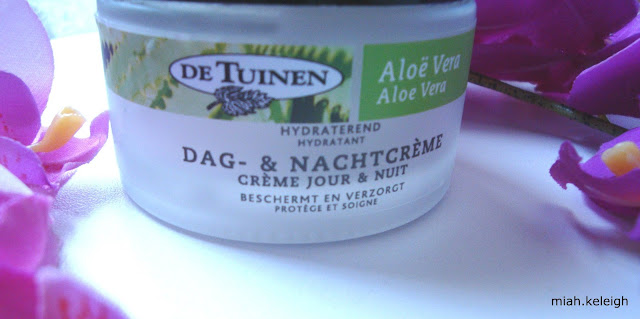 DE TUINEN
Aloë Vera
Aloe Vera
HYDRATEREND
HYDRATANT
DAG- & NACHTCRÈME
CRÈME JOUR & NUIT
BESCHERMT EN VERZORGT
PROTÈGE ET SOIGNE
miah.keleigh